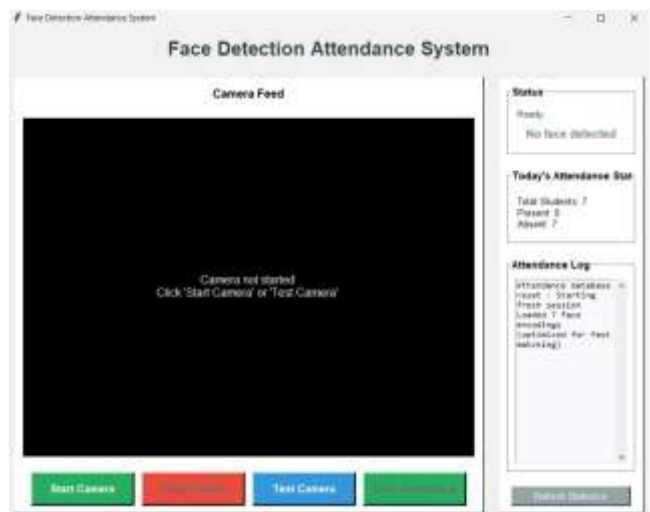 Face Detection Attendance System
Face Detection Attendance System
Camera Feed
Camera not started
Click 'Start Camera' or 'Test Camera'
Start Camera
Test Camera
Status
Ready
No face detected
Today's Attendance Stat
Total Students: 7
Present: 0
Absent: 7
Attendance Log
Attendance database
reset - Starting
fresh session
Loaded 7 face
encodings
(optimized for fast
matching)
Refresh Statistics